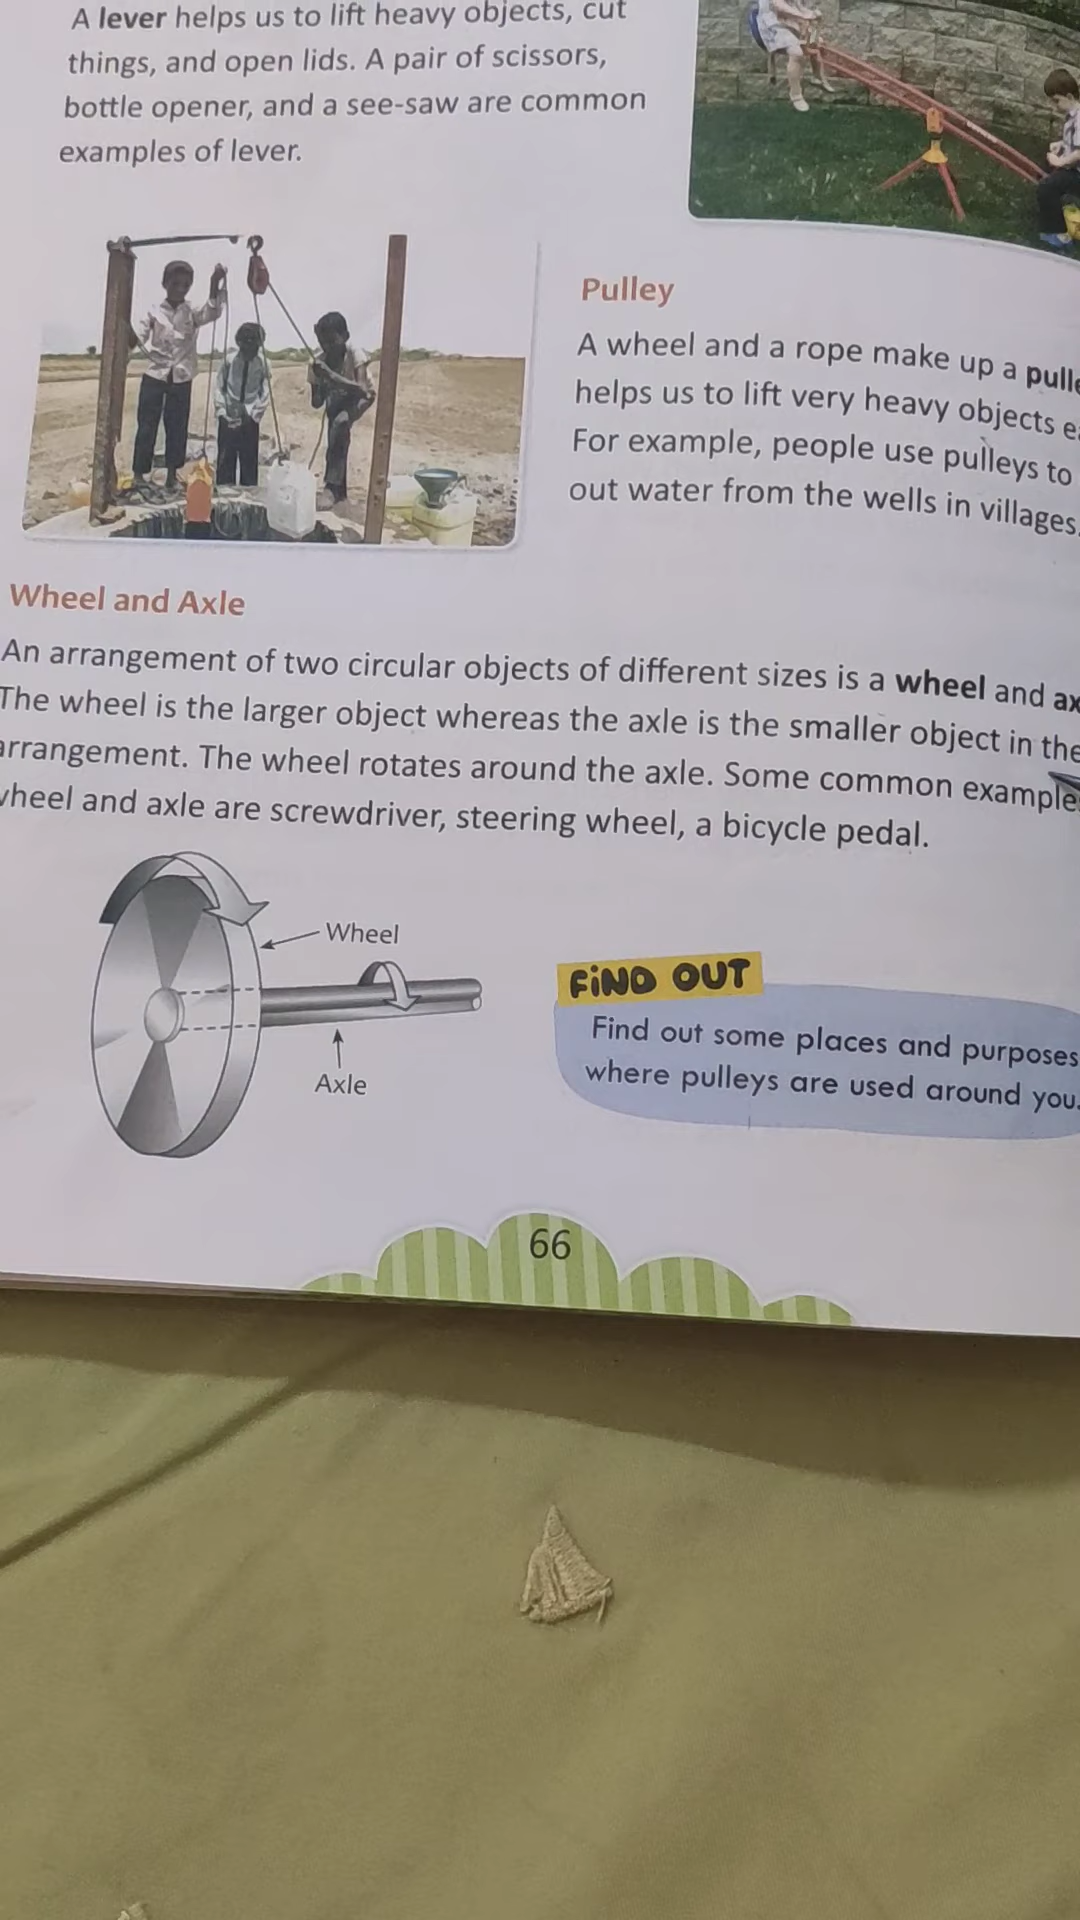 A lever helps us to lift heavy objects, cut
things, and open lids. A pair of scissors,
bottle opener, and a see-saw are common
examples of lever.
Pulley
A wheel and a rope make up a
helps us to lift very heavy objects
For example, people use pulleys to
out water from the wells in villages.
Wheel and Axle
An arrangement of two circular objects of different sizes is a wheel and
The wheel is the larger object whereas the axle is the smaller object in the
arrangement. The wheel rotates around the axle. Some common
wheel and axle are screwdriver, steering wheel, a bicycle pedal.
Wheel
Axle
FiND OUT
Find out some places and purposes
where pulleys are used around you.
66